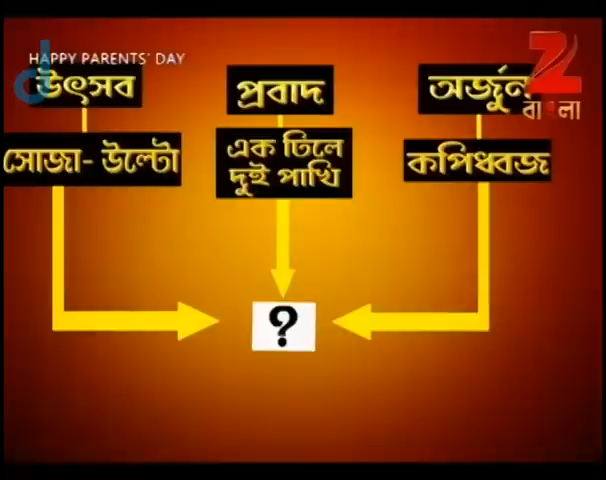 HAPPY PARENTS' DAY
উৎসব
প্রবাদ
অর্জুন
বাংলা
সোজা- উল্টো
এক ঢিলে
দুই পাখি
কপিধ্বজ
?